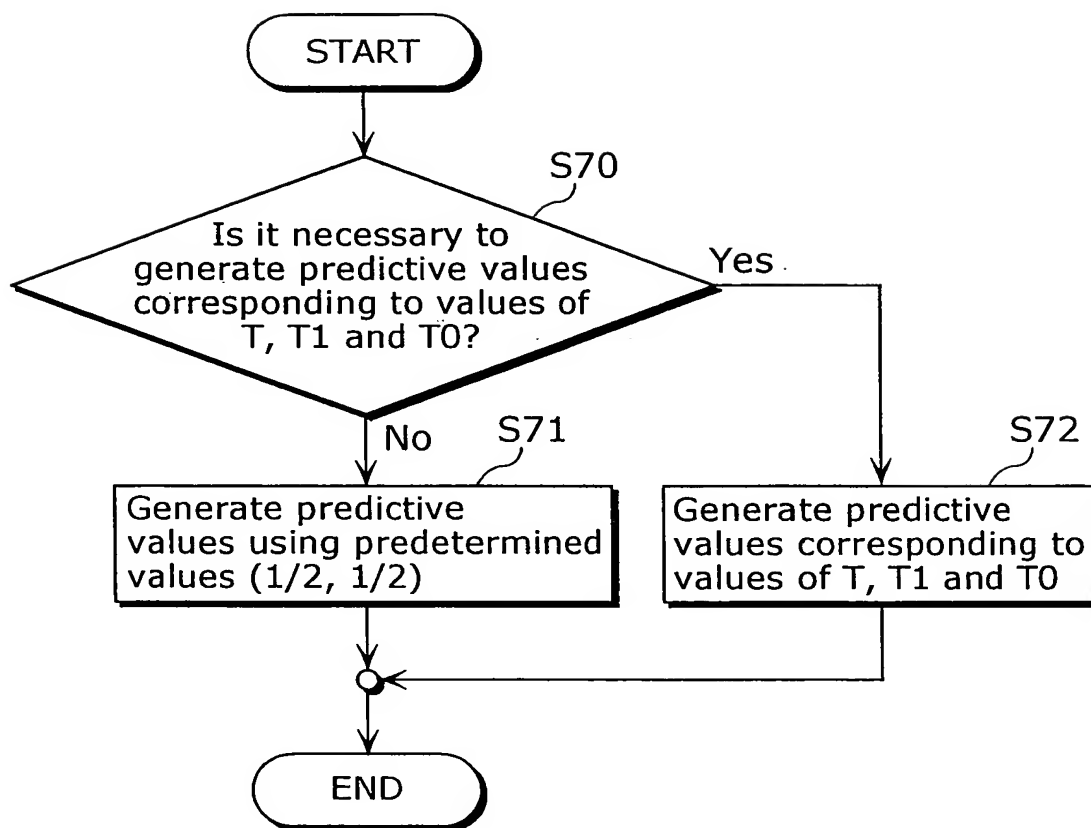 START
S70
Is it necessary to
generate predictive values
corresponding to values of
T, T1 and T0?
Yes
No
S71
Generate predictive
values using predetermined
values (1/2, 1/2)
S72
Generate predictive
values corresponding to
values of T, T1 and T0
END